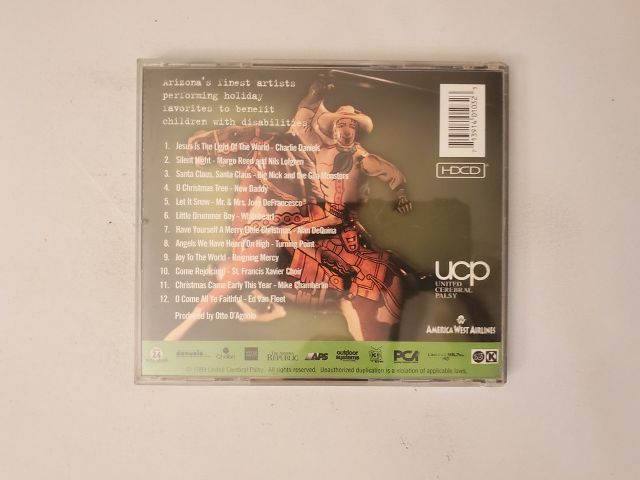 Arizona's finest artists
performing holiday
favorites to benefit
children with disabilities
1. Jesus Is The Light Of The World - Charlie Daniels
2. Silent Night - Margo Reed and Nils Lofgren
3. Santa Claus, Santa Claus - Big Nick and the Gila Monsters
4. O Christmas Tree - New Daddy
5. Let It Snow - Mr. & Mrs. Joey DeFrancesco
6. Little Drummer Boy - Whitehearl
7. Have Yourself A Merry Little Christmas - Alan DeQuina
8. Angels We Have Heard On High - Turning Point
9. Joy To The World - Reigning Mercy
10. Come Rejoicing - St. Francis Xavier Choir
11. Christmas Came Early This Year - Mike Chamberlin
12. O Come All Ye Faithful - Ed Van Fleet
Produced by Otto D'Agnolo
HDCD
ucp
UNITED
CEREBRAL
PALSY
AMERICA WEST AIRLINES
REPUBLIC
APS
outdoor
systems
PCA
K
© 1999 United Cerebral Palsy. All rights reserved. Unauthorized duplication is a violation of applicable laws.